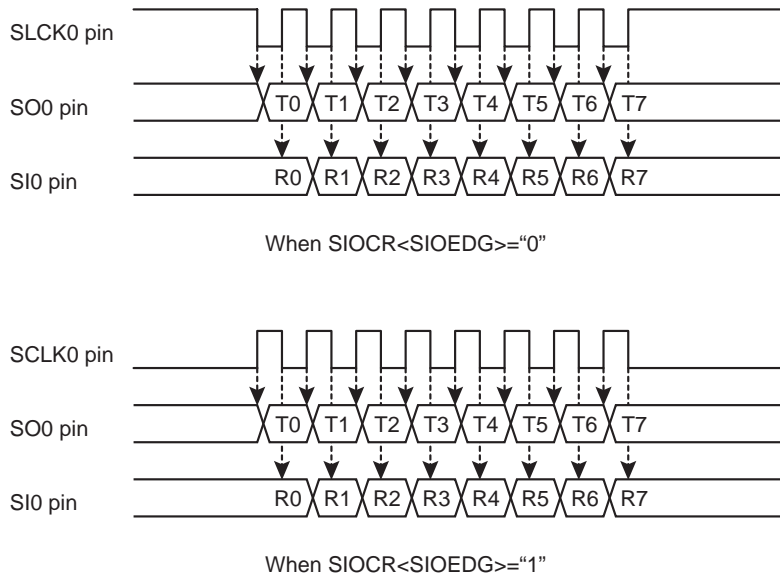 SLCK0 pin
SO0 pin T0 T1 T2 T3 T4 T5 T6 T7
SI0 pin R0 R1 R2 R3 R4 R5 R6 R7
When SIOCR<SIOEDG>=“0”
SCLK0 pin
SO0 pin T0 T1 T2 T3 T4 T5 T6 T7
SI0 pin R0 R1 R2 R3 R4 R5 R6 R7
When SIOCR<SIOEDG>=“1”